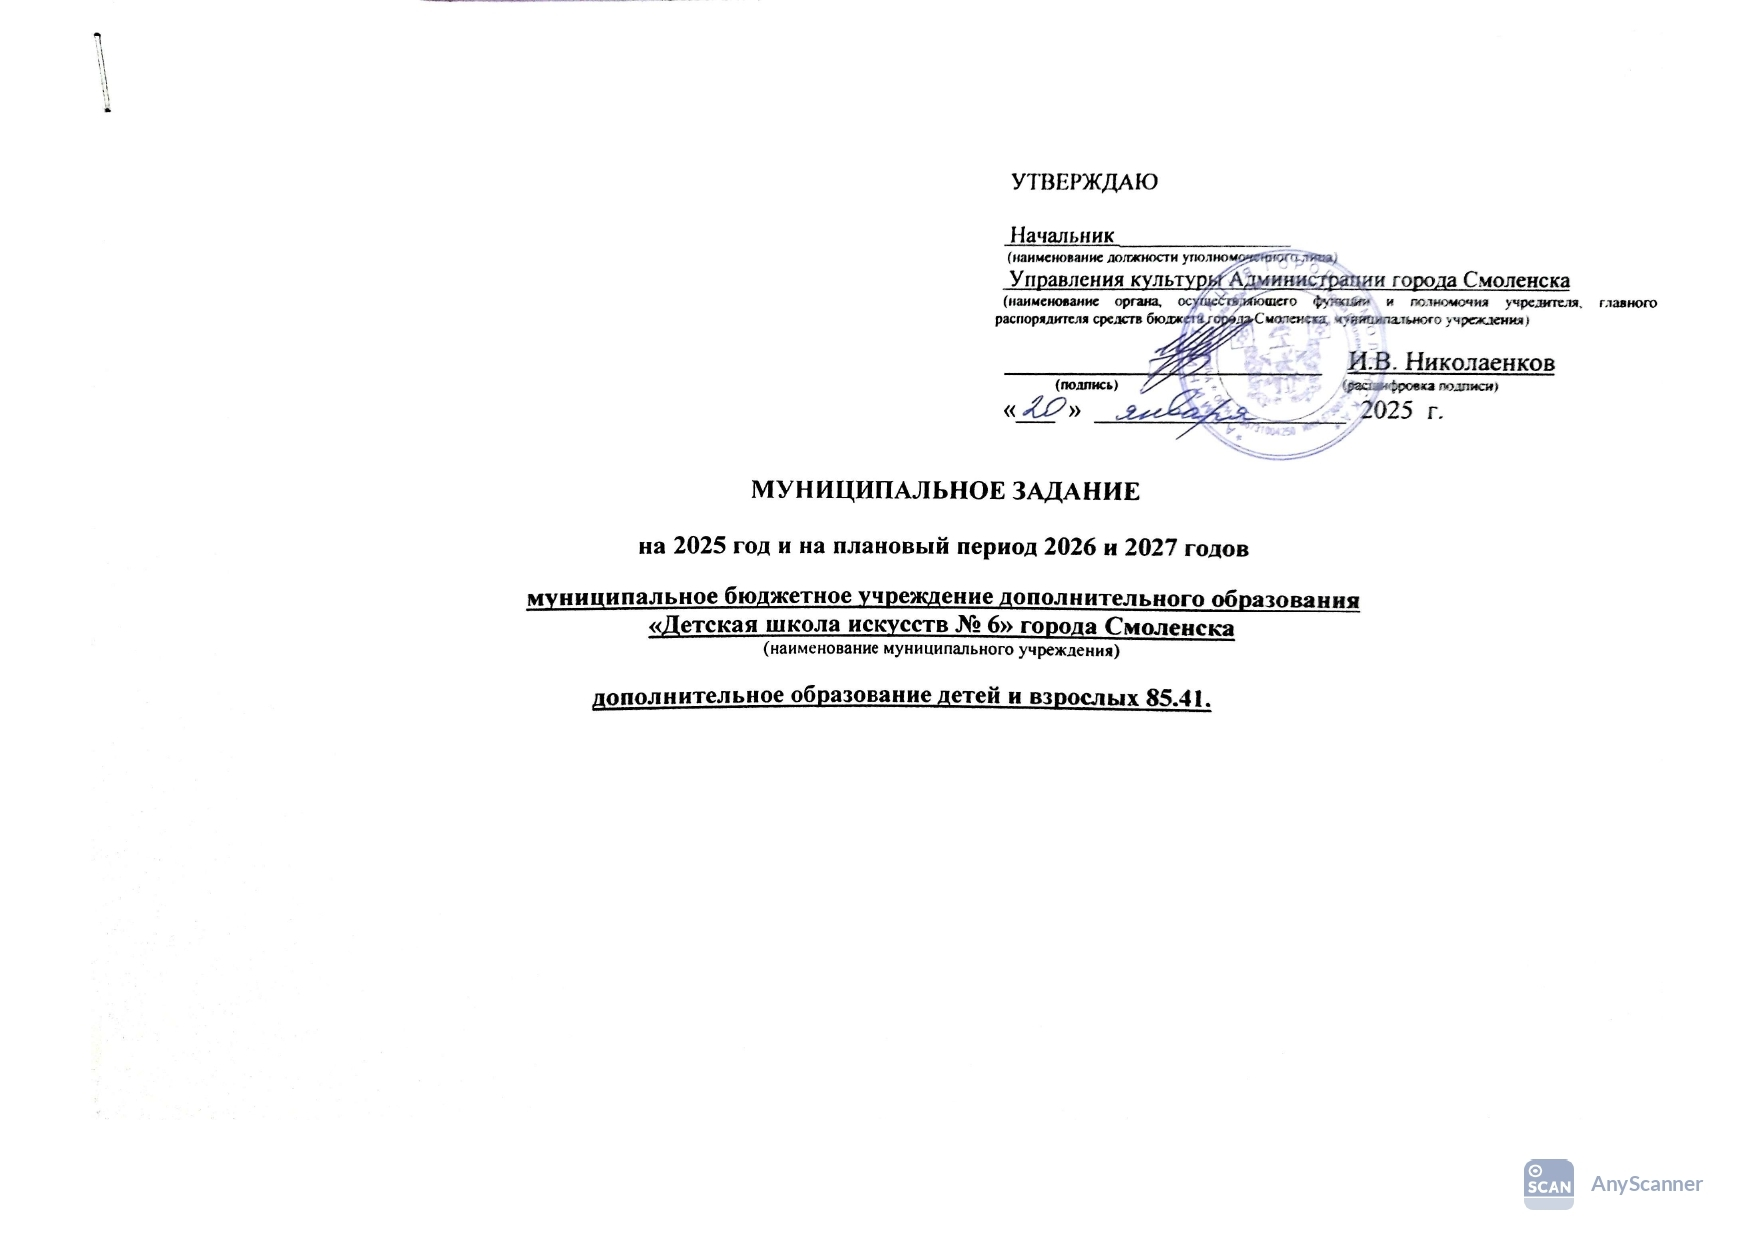 УТВЕРЖДАЮ
Начальник
(наименование должности уполномоченного лица)
Управления культуры Администрации города Смоленска
(наименование органа, осуществляющего функции и полномочия учредителя, главного
распорядителя средств бюджета города Смоленска, муниципального учреждения)
И.В. Николаенков
(подпись) (расшифровка подписи)
«20» января 2025 г.
МУНИЦИПАЛЬНОЕ ЗАДАНИЕ
на 2025 год и на плановый период 2026 и 2027 годов
муниципальное бюджетное учреждение дополнительного образования
«Детская школа искусств № 6» города Смоленска
(наименование муниципального учреждения)
дополнительное образование детей и взрослых 85.41.
SCAN AnyScanner